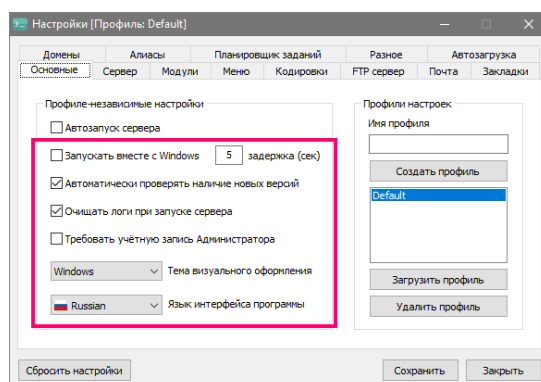 Настройки [Профиль: Default]
Домены Алиасы Планировщик заданий Разное Автозагрузка
Основные Сервер Модули Меню Кодировки FTP сервер Почта Закладки
Профиле-независимые настройки
Автозапуск сервера
Запускать вместе с Windows 5 задержка (сек)
Автоматически проверять наличие новых версий
Очищать логи при запуске сервера
Требовать учётную запись Администратора
Windows Тема визуального оформления
Russian Язык интерфейса программы
Профили настроек
Имя профиля
Создать профиль
Default
Загрузить профиль
Удалить профиль
Сбросить настройки Сохранить Закрыть